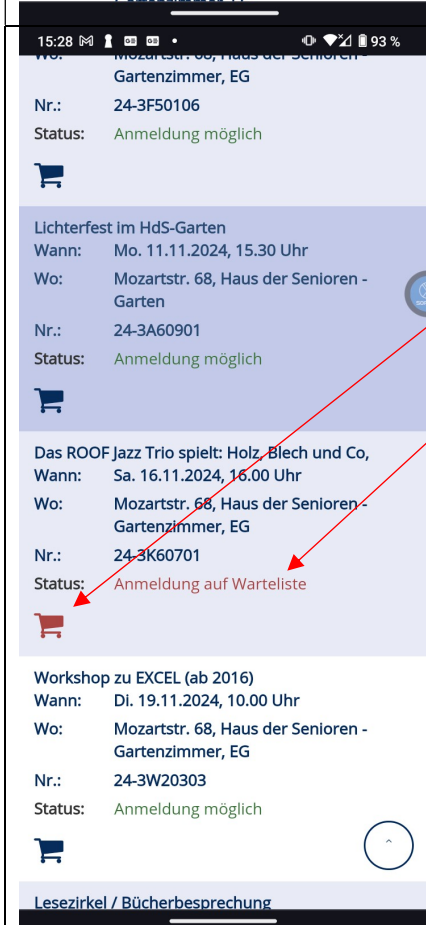 15:28 93 %
Wo: Mozartstr. 68, Haus der Senioren -
Gartenzimmer, EG
Nr.: 24-3F50106
Status: Anmeldung möglich
Lichterfest im HdS-Garten
Wann: Mo. 11.11.2024, 15.30 Uhr
Wo: Mozartstr. 68, Haus der Senioren -
Garten
Nr.: 24-3A60901
Status: Anmeldung möglich
Das ROOF Jazz Trio spielt: Holz, Blech und Co,
Wann: Sa. 16.11.2024, 16.00 Uhr
Wo: Mozartstr. 68, Haus der Senioren -
Gartenzimmer, EG
Nr.: 24-3K60701
Status: Anmeldung auf Warteliste
Workshop zu EXCEL (ab 2016)
Wann: Di. 19.11.2024, 10.00 Uhr
Wo: Mozartstr. 68, Haus der Senioren -
Gartenzimmer, EG
Nr.: 24-3W20303
Status: Anmeldung möglich
Lesezirkel / Bücherbesprechung